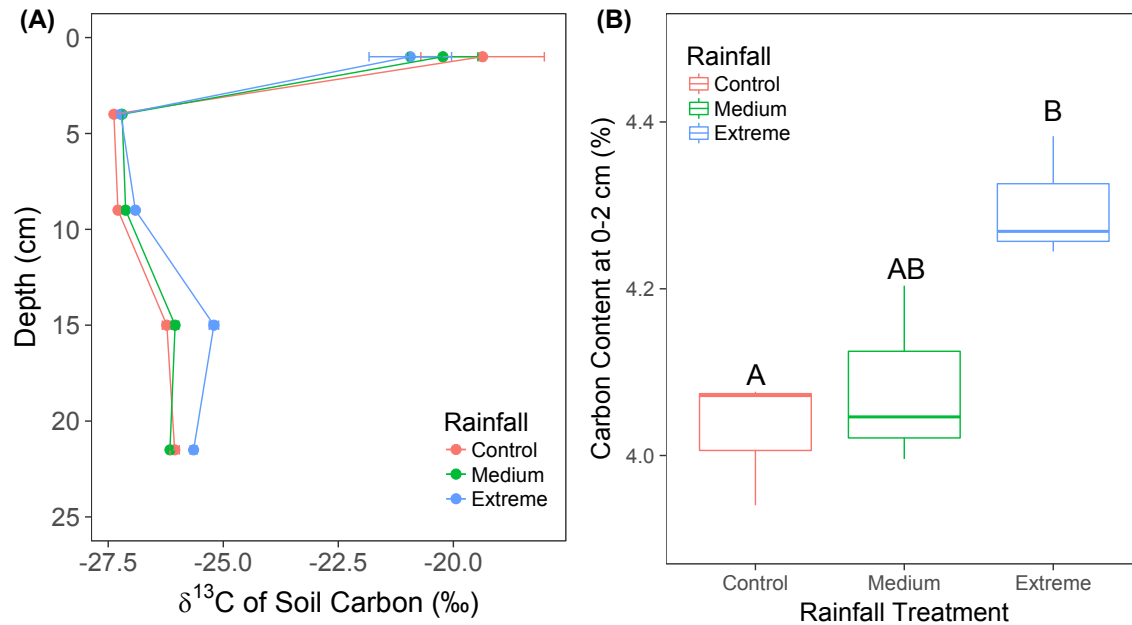 (A)
0
5
10
15
20
25
Depth (cm)
-27.5
-25.0
-22.5
-20.0
δ¹³C of Soil Carbon (‰)
Rainfall
Control
Medium
Extreme
(B)
Rainfall
Control
Medium
Extreme
A
AB
B
4.4
4.2
4.0
Carbon Content at 0-2 cm (%)
Control
Medium
Extreme
Rainfall Treatment